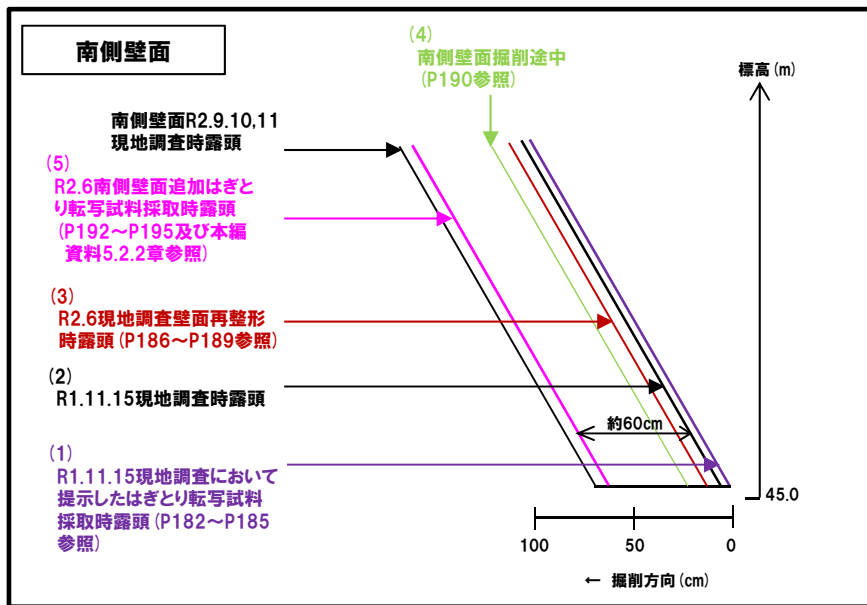 南側壁面
(4)
南側壁面掘削途中
(P190参照)
標高(m)
南側壁面R2.9.10,11
現地調査時露頭
(5)
R2.6南側壁面追加はぎと
り転写試料採取時露頭
(P192～P195及び本編
資料5.2.2章参照)
(3)
R2.6現地調査壁面再整形
時露頭(P186～P189参照)
(2)
R1.11.15現地調査時露頭
約60cm
(1)
R1.11.15現地調査において
提示したはぎとり転写試料
採取時露頭(P182～P185
参照)
45.0
100 50 0
← 掘削方向(cm)